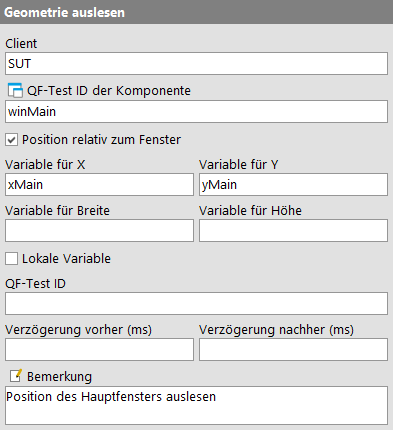 Geometrie auslesen
Client
SUT
QF-Test ID der Komponente
winMain
Position relativ zum Fenster
Variable für X Variable für Y
xMain yMain
Variable für Breite Variable für Höhe
Lokale Variable
QF-Test ID
Verzögerung vorher (ms) Verzögerung nachher (ms)
Bemerkung
Position des Hauptfensters auslesen